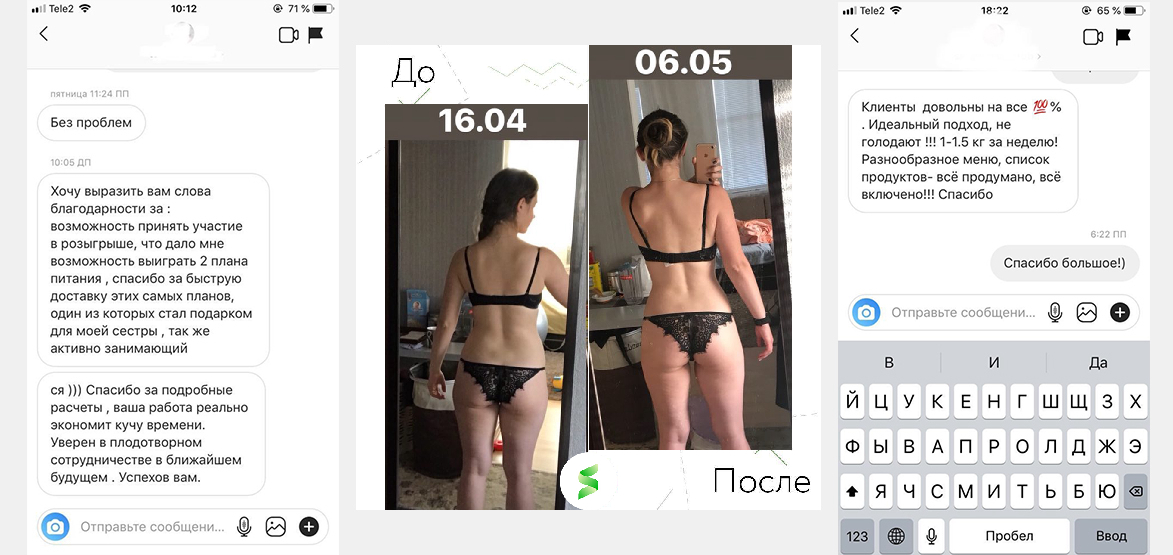 Tele2
10:12
71 %
пятница 11:24 ПП
Без проблем
10:05 ДП
Хочу выразить вам слова
благодарности за :
возможность принять участие
в розыгрыше, что дало мне
возможность выиграть 2 плана
питания , спасибо за быструю
доставку этих самых планов,
один из которых стал подарком
для моей сестры , так же
активно занимающий
ся ))) Спасибо за подробные
расчеты , ваша работа реально
экономит кучу времени.
Уверен в плодотворном
сотрудничестве в ближайшем
будущем . Успехов вам.
Отправьте сообщени...
До
16.04
06.05
После
Tele2
18:22
65 %
Клиенты довольны на все 💯%
. Идеальный подход, не
голодают !!! 1-1.5 кг за неделю!
Разнообразное меню, список
продуктов- всё продумано, всё
включено!!! Спасибо
6:22 ПП
Спасибо большое!)
Отправьте сообщени...
В И Да
Й Ц У К Е Н Г Ш Щ З Х
Ф Ы В А П Р О Л Д Ж Э
Я Ч С М И Т Ь Б Ю
123 Пробел Ввод